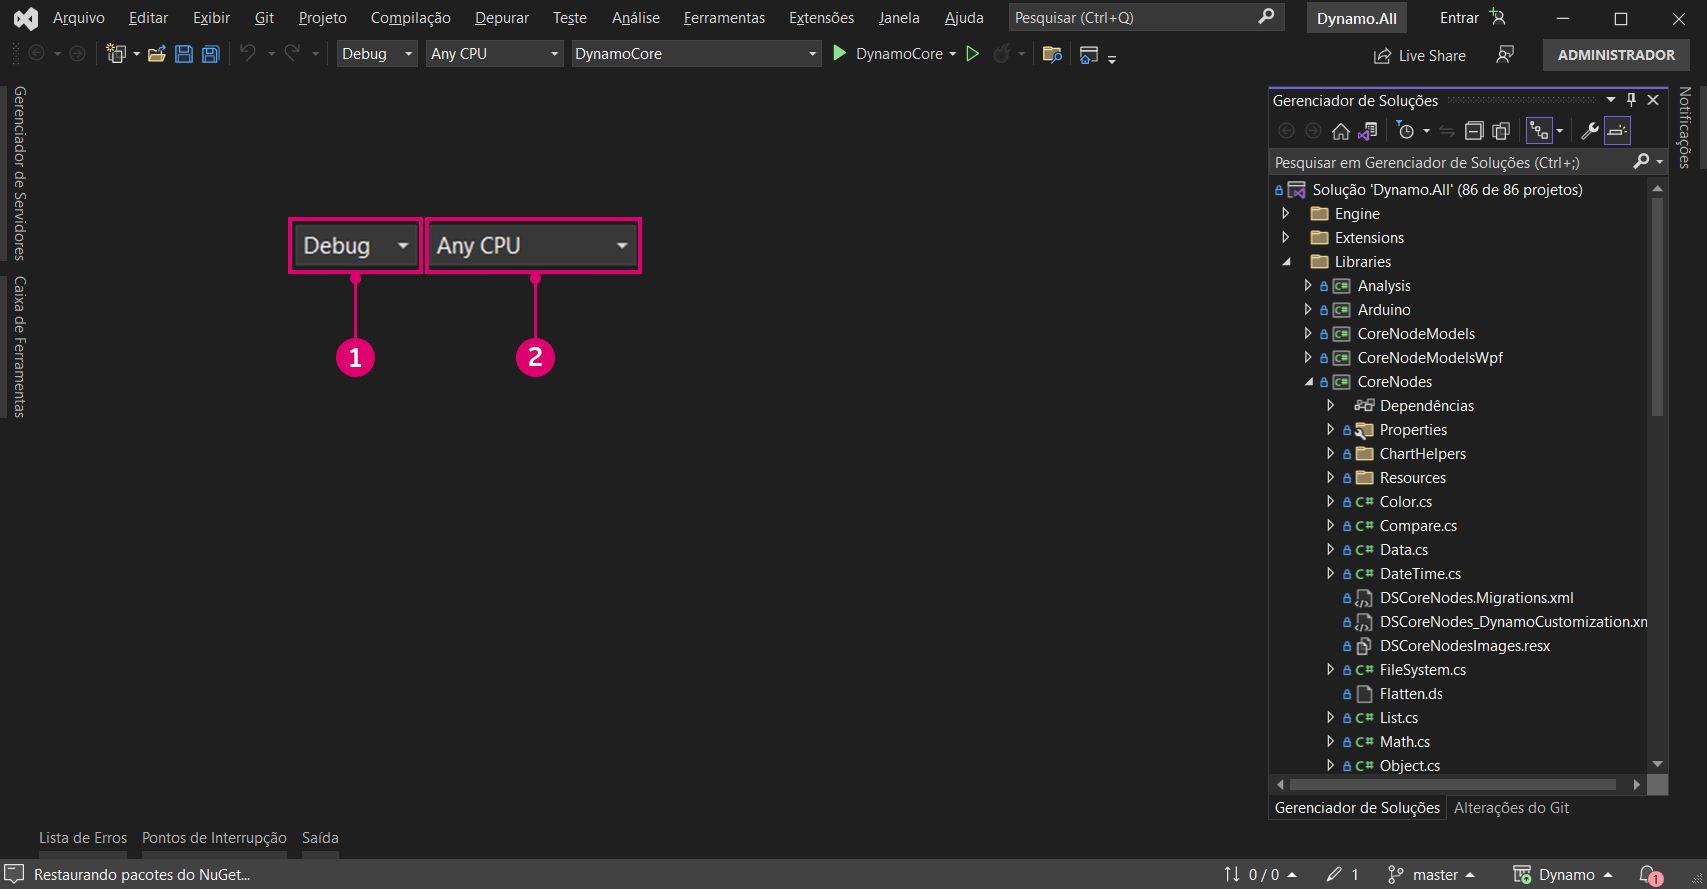 Arquivo Editar Exibir Git Projeto Compilação Depurar Teste Análise Ferramentas Extensões Janela Ajuda Pesquisar (Ctrl+Q) Dynamo.All Entrar
Debug Any CPU DynamoCore DynamoCore Live Share ADMINISTRADOR
Gerenciador de Servidores
Caixa de Ferramentas
Debug Any CPU
1 2
Gerenciador de Soluções
Pesquisar em Gerenciador de Soluções (Ctrl+;)
Solução 'Dynamo.All' (86 de 86 projetos)
Engine
Extensions
Libraries
C# Analysis
C# Arduino
C# CoreNodeModels
C# CoreNodeModelsWpf
C# CoreNodes
Dependências
Properties
ChartHelpers
Resources
C# Color.cs
C# Compare.cs
C# Data.cs
C# DateTime.cs
DSCoreNodes.Migrations.xml
DSCoreNodes_DynamoCustomization.xm
DSCoreNodesImages.resx
C# FileSystem.cs
Flatten.ds
C# List.cs
C# Math.cs
C# Object.cs
Gerenciador de Soluções Alterações do Git
Notificações
Lista de Erros Pontos de Interrupção Saída
Restaurando pacotes do NuGet... 0 / 0 1 master Dynamo 1